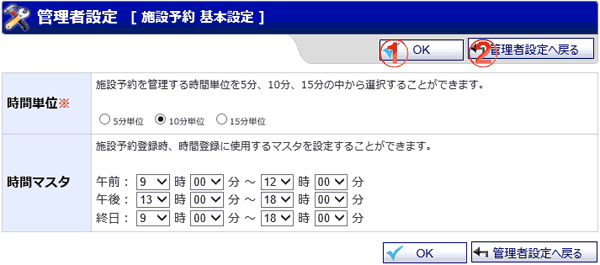 管理者設定 [ 施設予約 基本設定 ]
① OK ② 管理者設定へ戻る
施設予約を管理する時間単位を5分、10分、15分の中から選択することができます。
時間単位※
5分単位 10分単位 15分単位
施設予約登録時、時間登録に使用するマスタを設定することができます。
時間マスタ
午前： 9 時 00 分 ～ 12 時 00 分
午後： 13 時 00 分 ～ 18 時 00 分
終日： 9 時 00 分 ～ 18 時 00 分
OK 管理者設定へ戻る